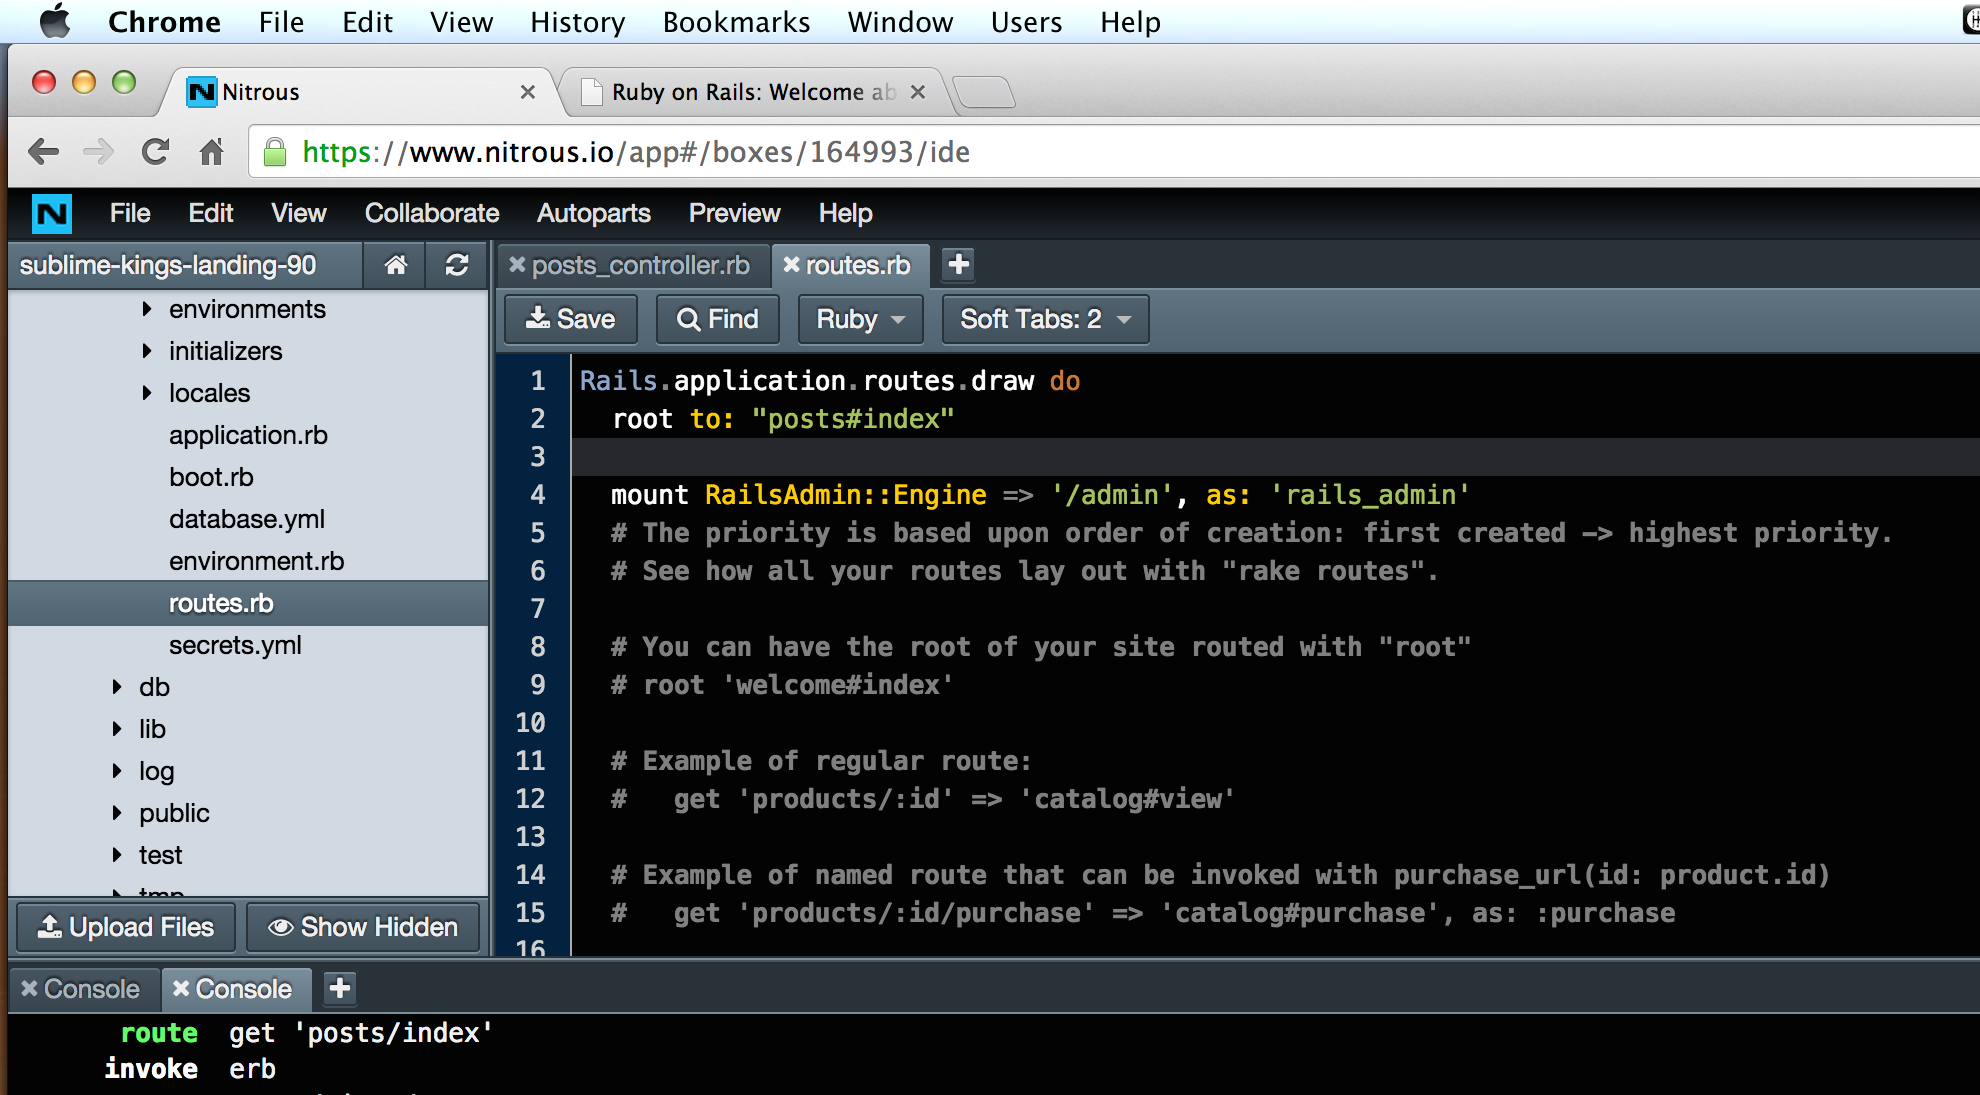 Chrome File Edit View History Bookmarks Window Users Help
Nitrous
Ruby on Rails: Welcome ab
https://www.nitrous.io/app#/boxes/164993/ide
N File Edit View Collaborate Autoparts Preview Help
sublime-kings-landing-90
posts_controller.rb
routes.rb
environments
initializers
locales
application.rb
boot.rb
database.yml
environment.rb
routes.rb
secrets.yml
db
lib
log
public
test
tmp
Upload Files
Show Hidden
Save
Find
Ruby
Soft Tabs: 2
1 Rails.application.routes.draw do
2 root to: "posts#index"
3
4 mount RailsAdmin::Engine => '/admin', as: 'rails_admin'
5 # The priority is based upon order of creation: first created -> highest priority.
6 # See how all your routes lay out with "rake routes".
7
8 # You can have the root of your site routed with "root"
9 # root 'welcome#index'
10
11 # Example of regular route:
12 #   get 'products/:id' => 'catalog#view'
13
14 # Example of named route that can be invoked with purchase_url(id: product.id)
15 #   get 'products/:id/purchase' => 'catalog#purchase', as: :purchase
16
Console
Console
route  get 'posts/index'
invoke  erb